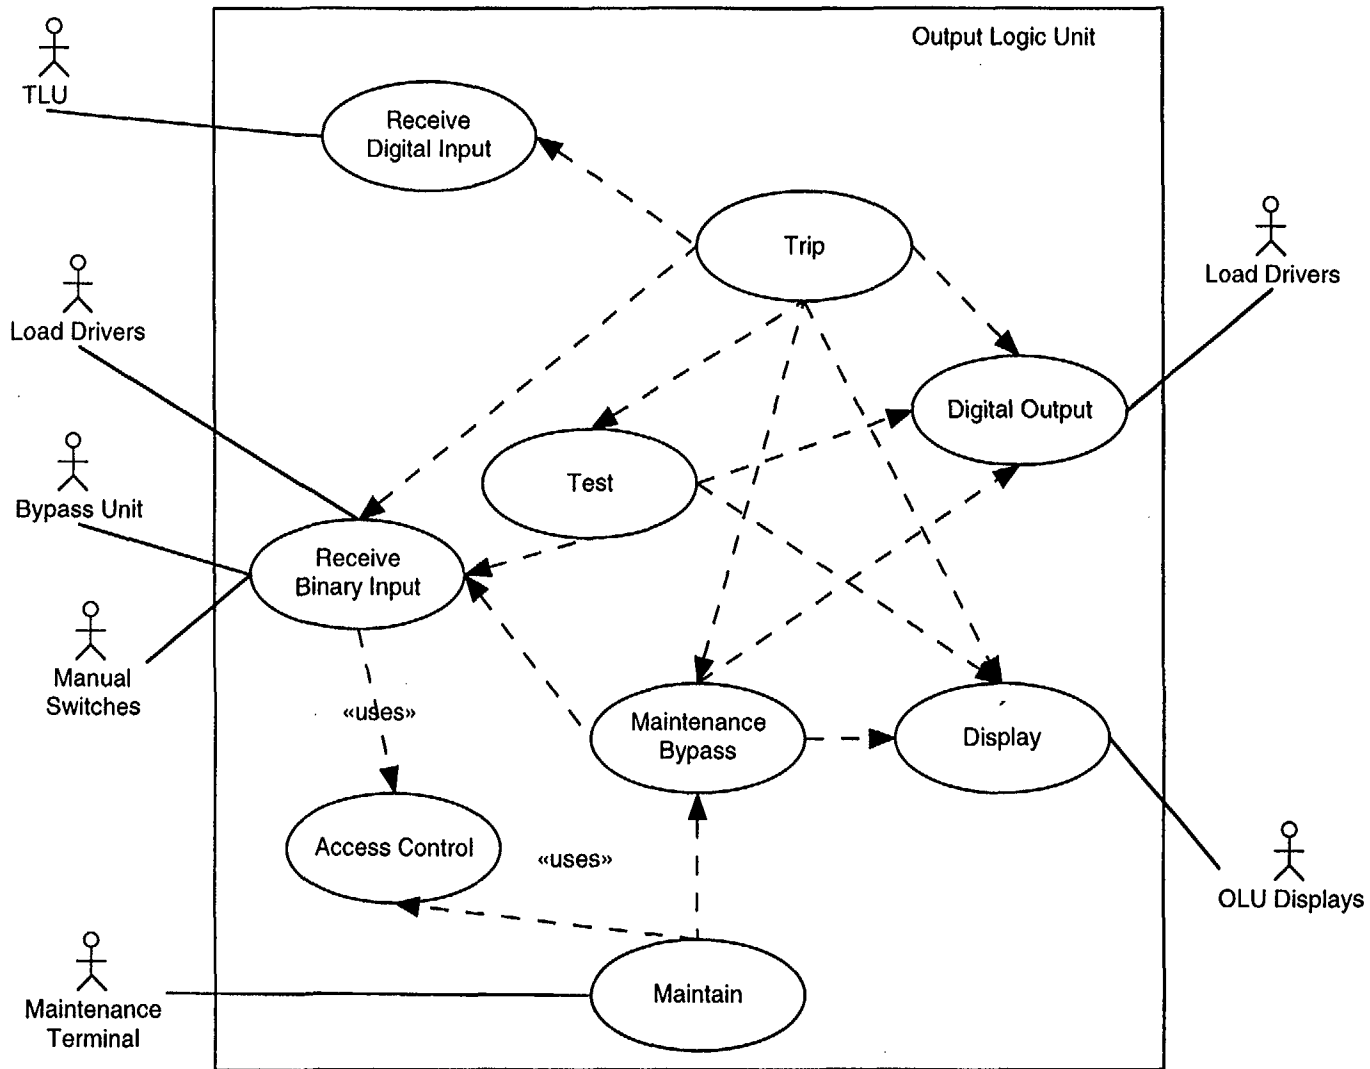 Output Logic Unit
TLU
Receive
Digital Input
Trip
Load Drivers
Load Drivers
Digital Output
Test
Bypass Unit
Receive
Binary Input
Manual
Switches
«uses»
Maintenance
Bypass
Display
Access Control
«uses»
OLU Displays
Maintain
Maintenance
Terminal